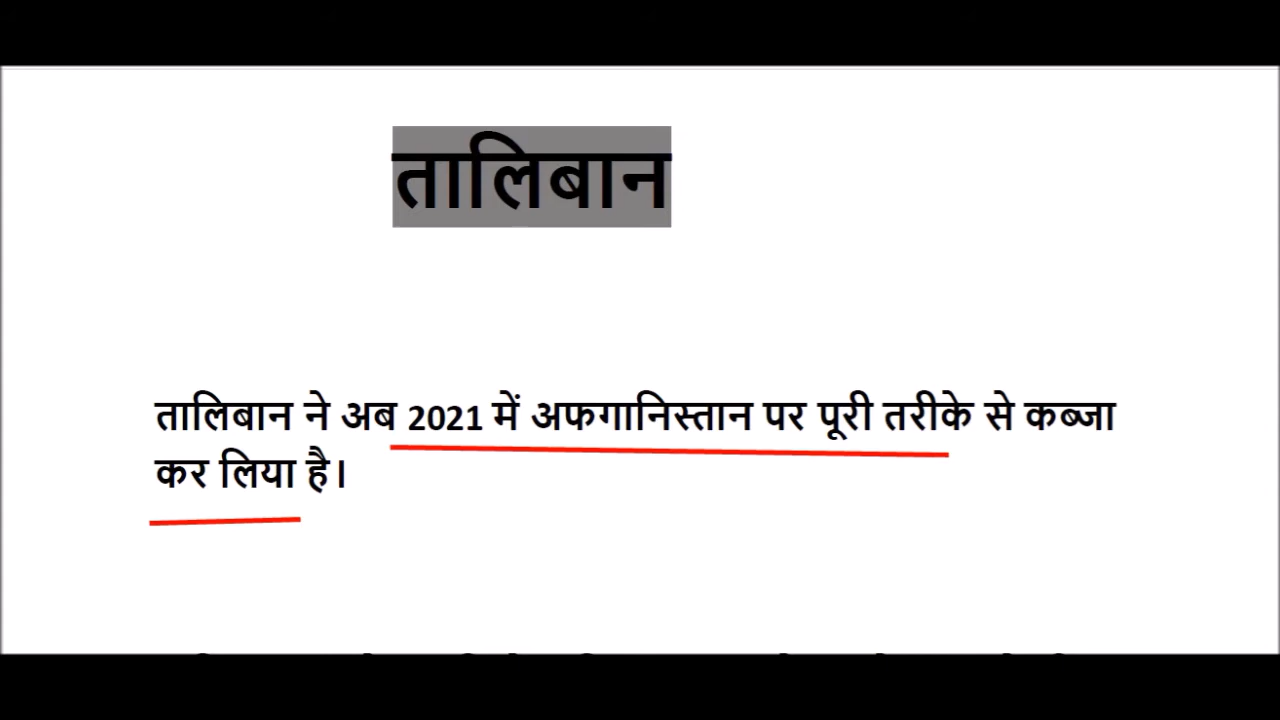 तालिबान
तालिबान ने अब 2021 में अफगानिस्तान पर पूरी तरीके से कब्जा
कर लिया है।